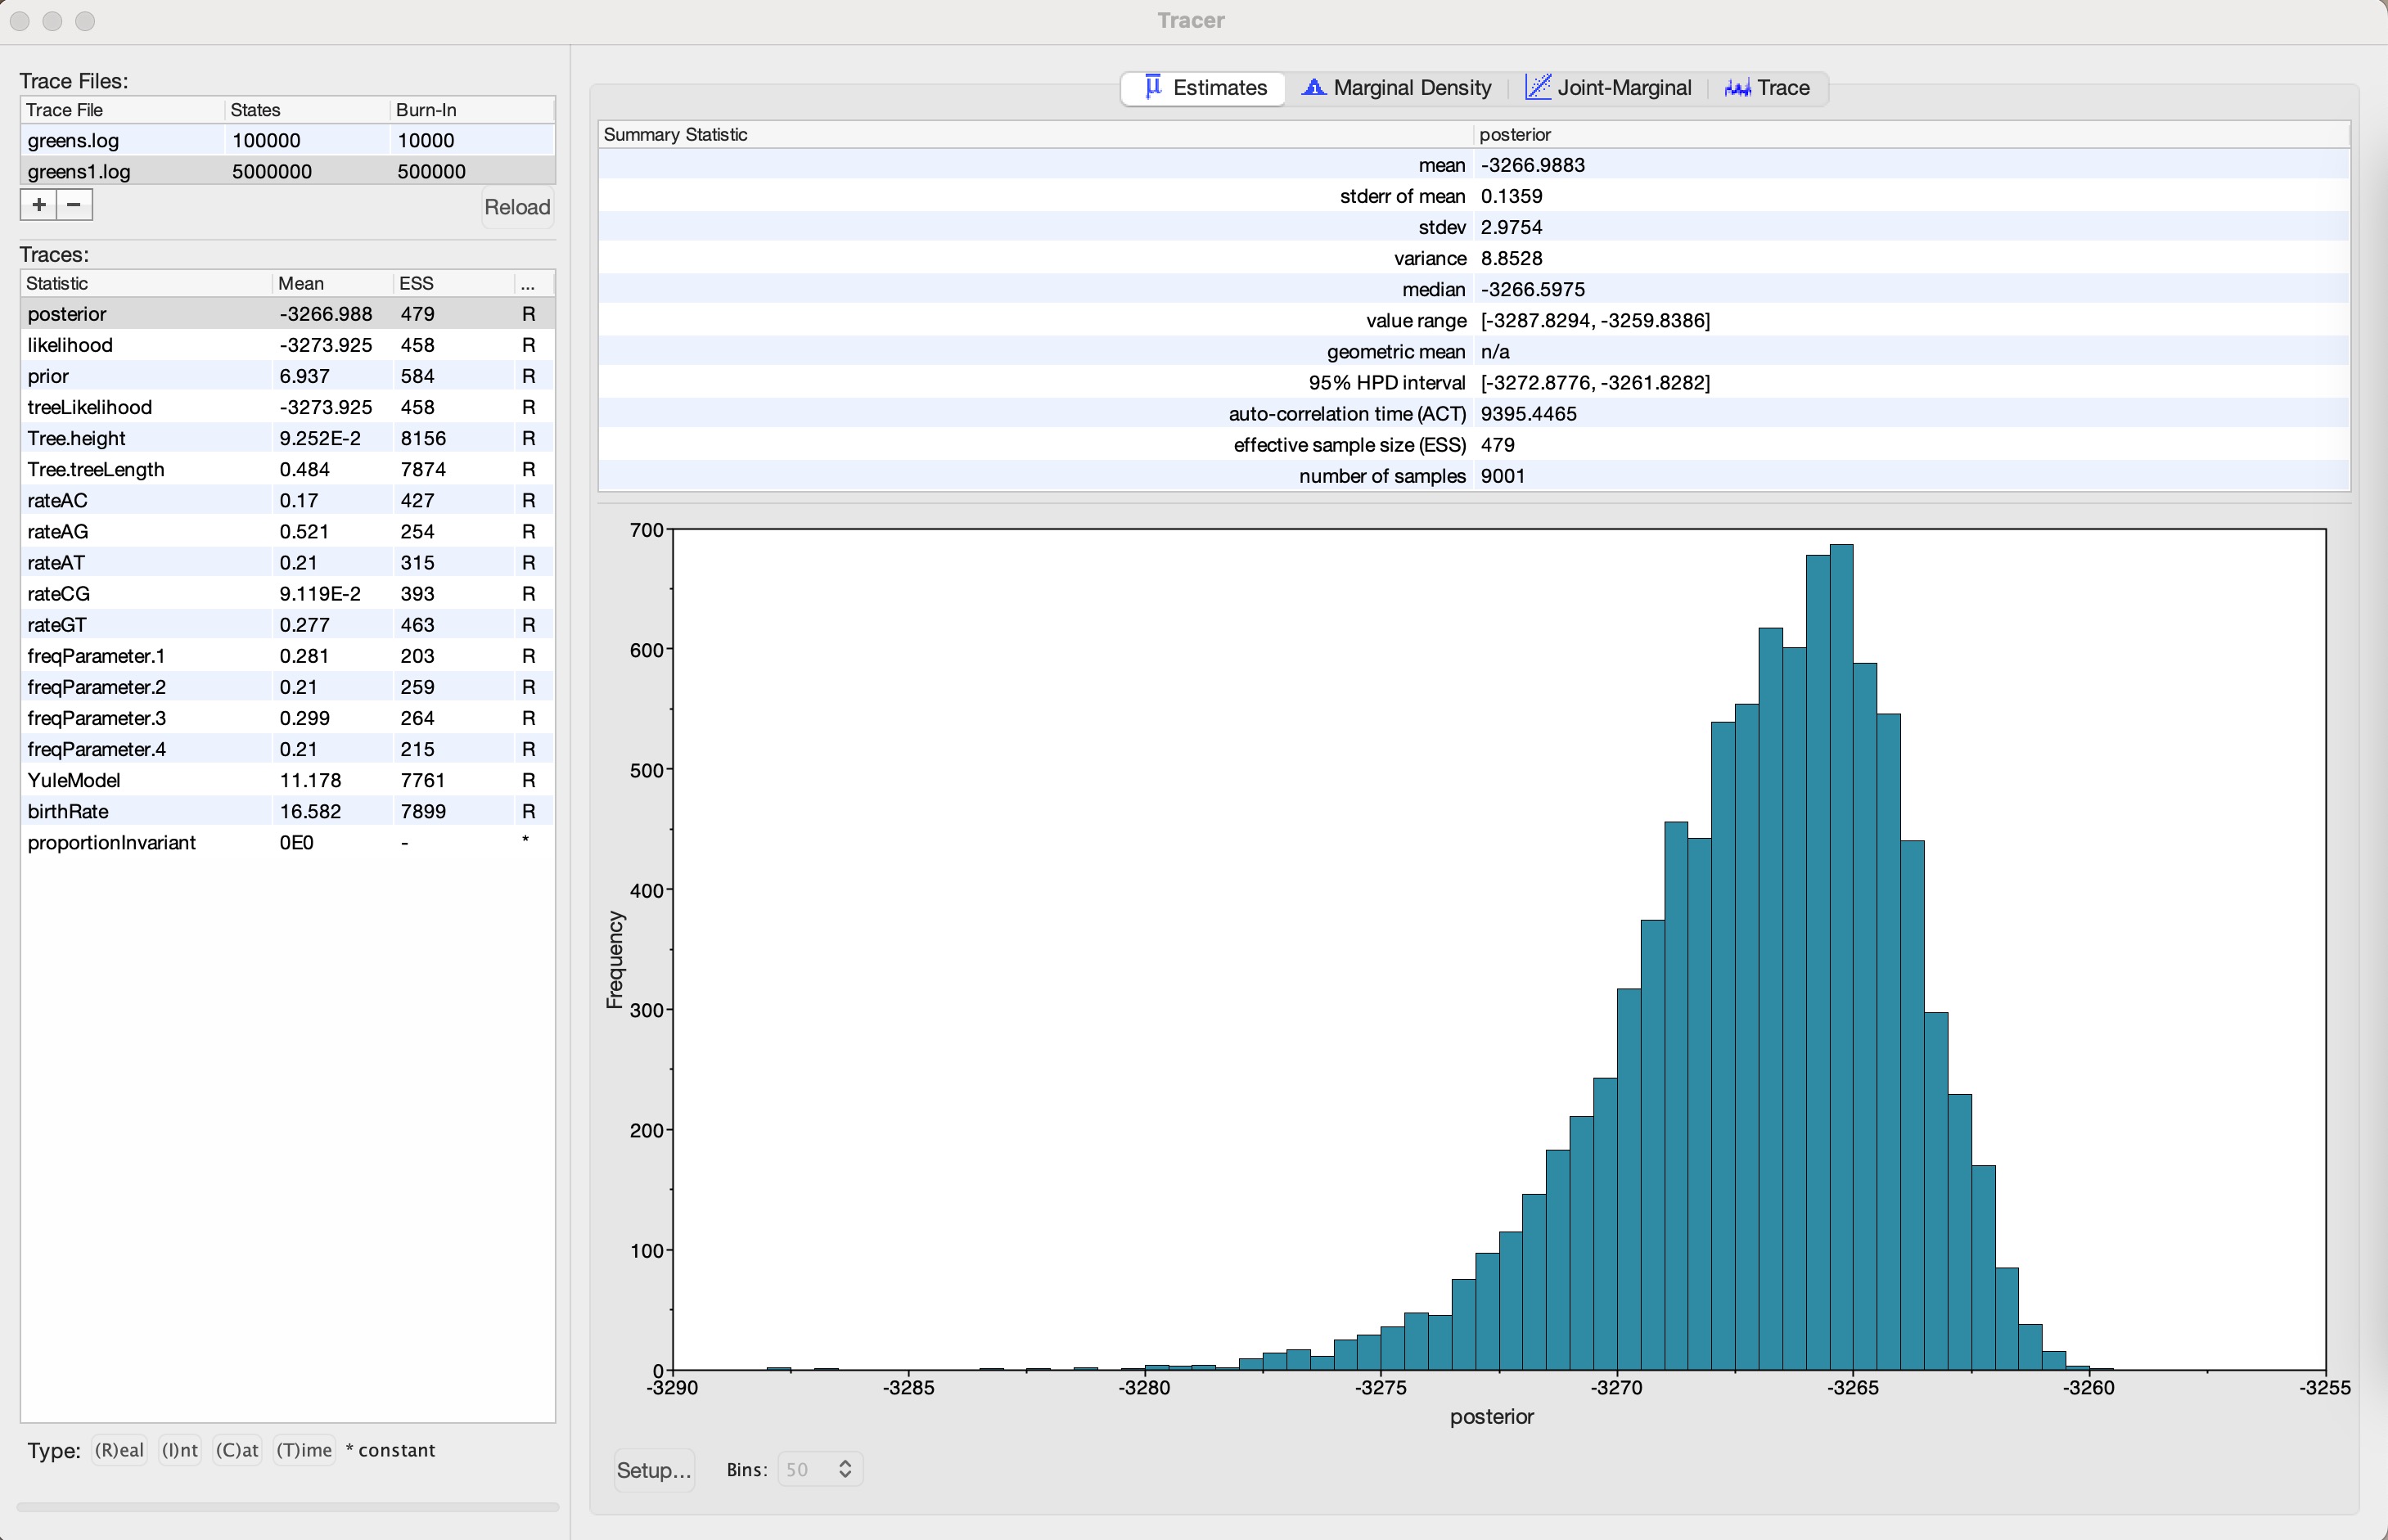 Tracer
Trace Files:
Trace File States Burn-In
greens.log 100000 10000
greens1.log 5000000 500000
+ − Reload
Traces:
Statistic Mean ESS ...
posterior -3266.988 479 R
likelihood -3273.925 458 R
prior 6.937 584 R
treeLikelihood -3273.925 458 R
Tree.height 9.252E-2 8156 R
Tree.treeLength 0.484 7874 R
rateAC 0.17 427 R
rateAG 0.521 254 R
rateAT 0.21 315 R
rateCG 9.119E-2 393 R
rateGT 0.277 463 R
freqParameter.1 0.281 203 R
freqParameter.2 0.21 259 R
freqParameter.3 0.299 264 R
freqParameter.4 0.21 215 R
YuleModel 11.178 7761 R
birthRate 16.582 7899 R
proportionInvariant 0E0 - *
Type: (R)eal (I)nt (C)at (T)ime * constant
Estimates Marginal Density Joint-Marginal Trace
Summary Statistic posterior
mean -3266.9883
stderr of mean 0.1359
stdev 2.9754
variance 8.8528
median -3266.5975
value range [-3287.8294, -3259.8386]
geometric mean n/a
95% HPD interval [-3272.8776, -3261.8282]
auto-correlation time (ACT) 9395.4465
effective sample size (ESS) 479
number of samples 9001
700
600
500
400
300
200
100
0
Frequency
-3290 -3285 -3280 -3275 -3270 -3265 -3260 -3255
posterior
Setup... Bins: 50